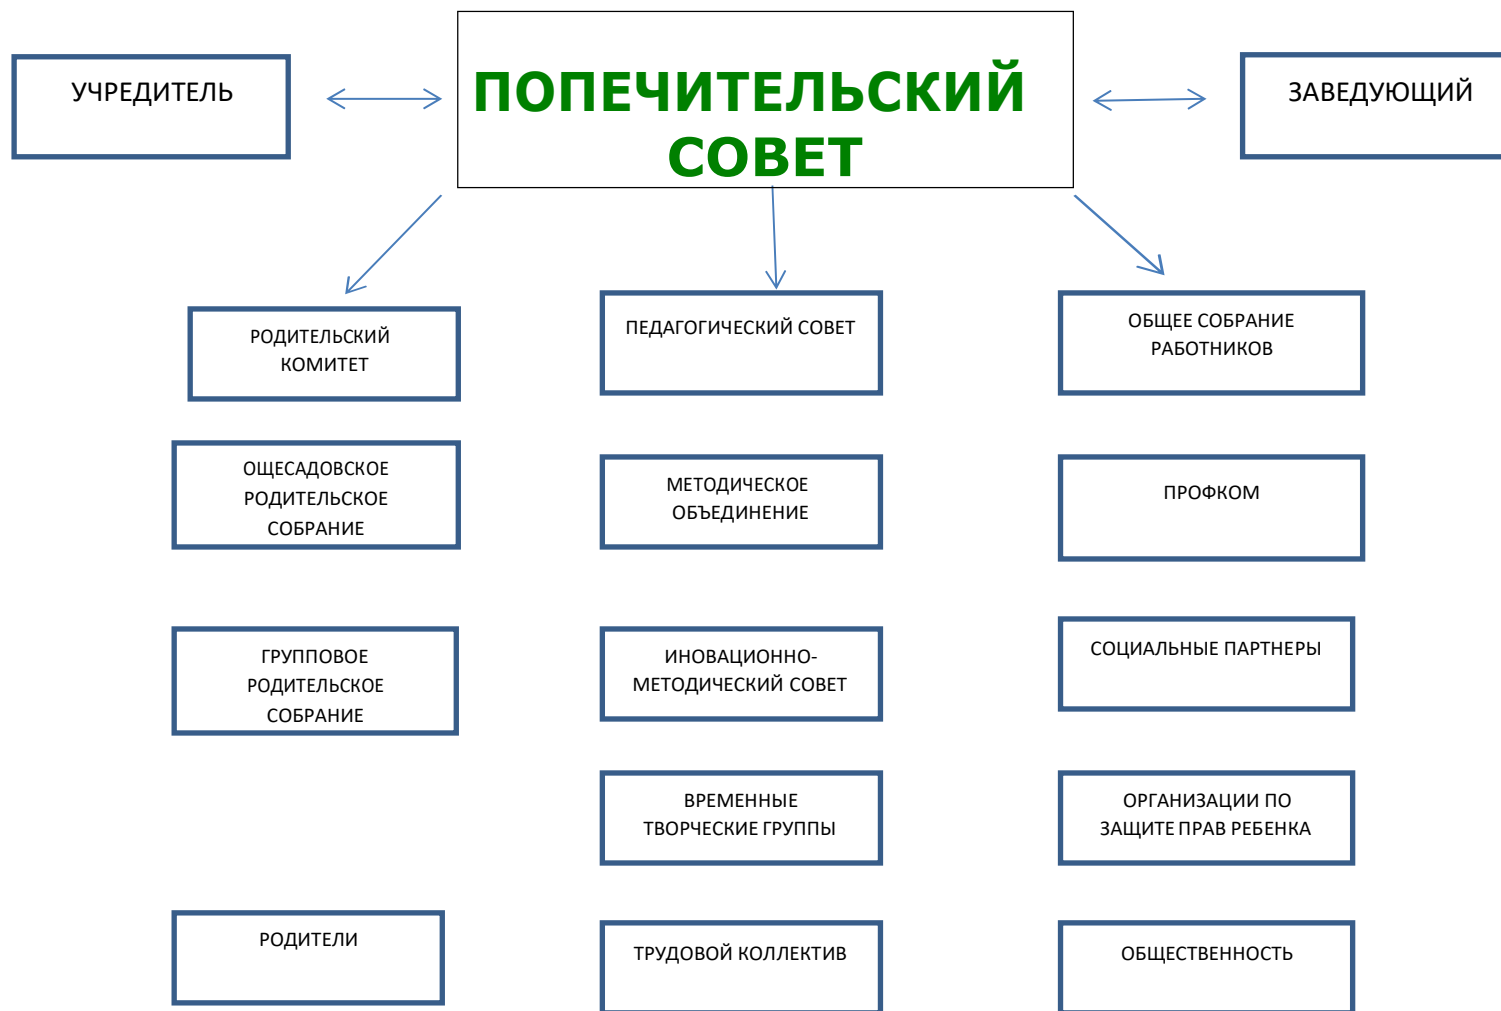 УЧРЕДИТЕЛЬ
ПОПЕЧИТЕЛЬСКИЙ
СОВЕТ
ЗАВЕДУЮЩИЙ
РОДИТЕЛЬСКИЙ
КОМИТЕТ
ПЕДАГОГИЧЕСКИЙ СОВЕТ
ОБЩЕЕ СОБРАНИЕ
РАБОТНИКОВ
ОЩЕСАДОВСКОЕ
РОДИТЕЛЬСКОЕ
СОБРАНИЕ
МЕТОДИЧЕСКОЕ
ОБЪЕДИНЕНИЕ
ПРОФКОМ
ГРУППОВОЕ
РОДИТЕЛЬСКОЕ
СОБРАНИЕ
ИНОВАЦИОННО-
МЕТОДИЧЕСКИЙ СОВЕТ
СОЦИАЛЬНЫЕ ПАРТНЕРЫ
ВРЕМЕННЫЕ
ТВОРЧЕСКИЕ ГРУППЫ
ОРГАНИЗАЦИИ ПО
ЗАЩИТЕ ПРАВ РЕБЕНКА
РОДИТЕЛИ
ТРУДОВОЙ КОЛЛЕКТИВ
ОБЩЕСТВЕННОСТЬ